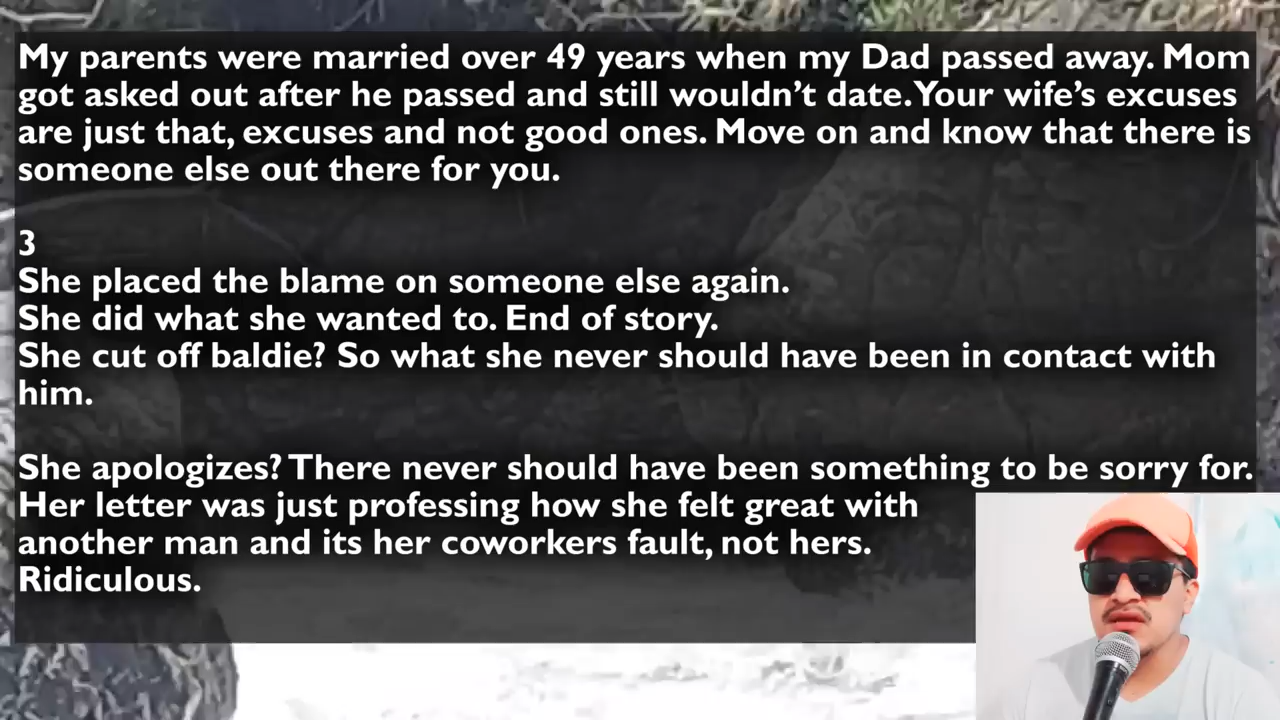 My parents were married over 49 years when my Dad passed away. Mom
got asked out after he passed and still wouldn't date. Your wife's excuses
are just that, excuses and not good ones. Move on and know that there is
someone else out there for you.
3
She placed the blame on someone else again.
She did what she wanted to. End of story.
She cut off baldie? So what she never should have been in contact with
him.
She apologizes? There never should have been something to be sorry for.
Her letter was just professing how she felt great with
another man and its her coworkers fault, not hers.
Ridiculous.